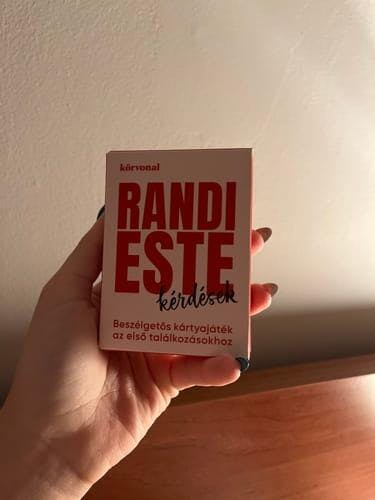 körvonal
RANDI
ESTE
kérdések
Beszélgetős kártyajáték
az első találkozásokhoz